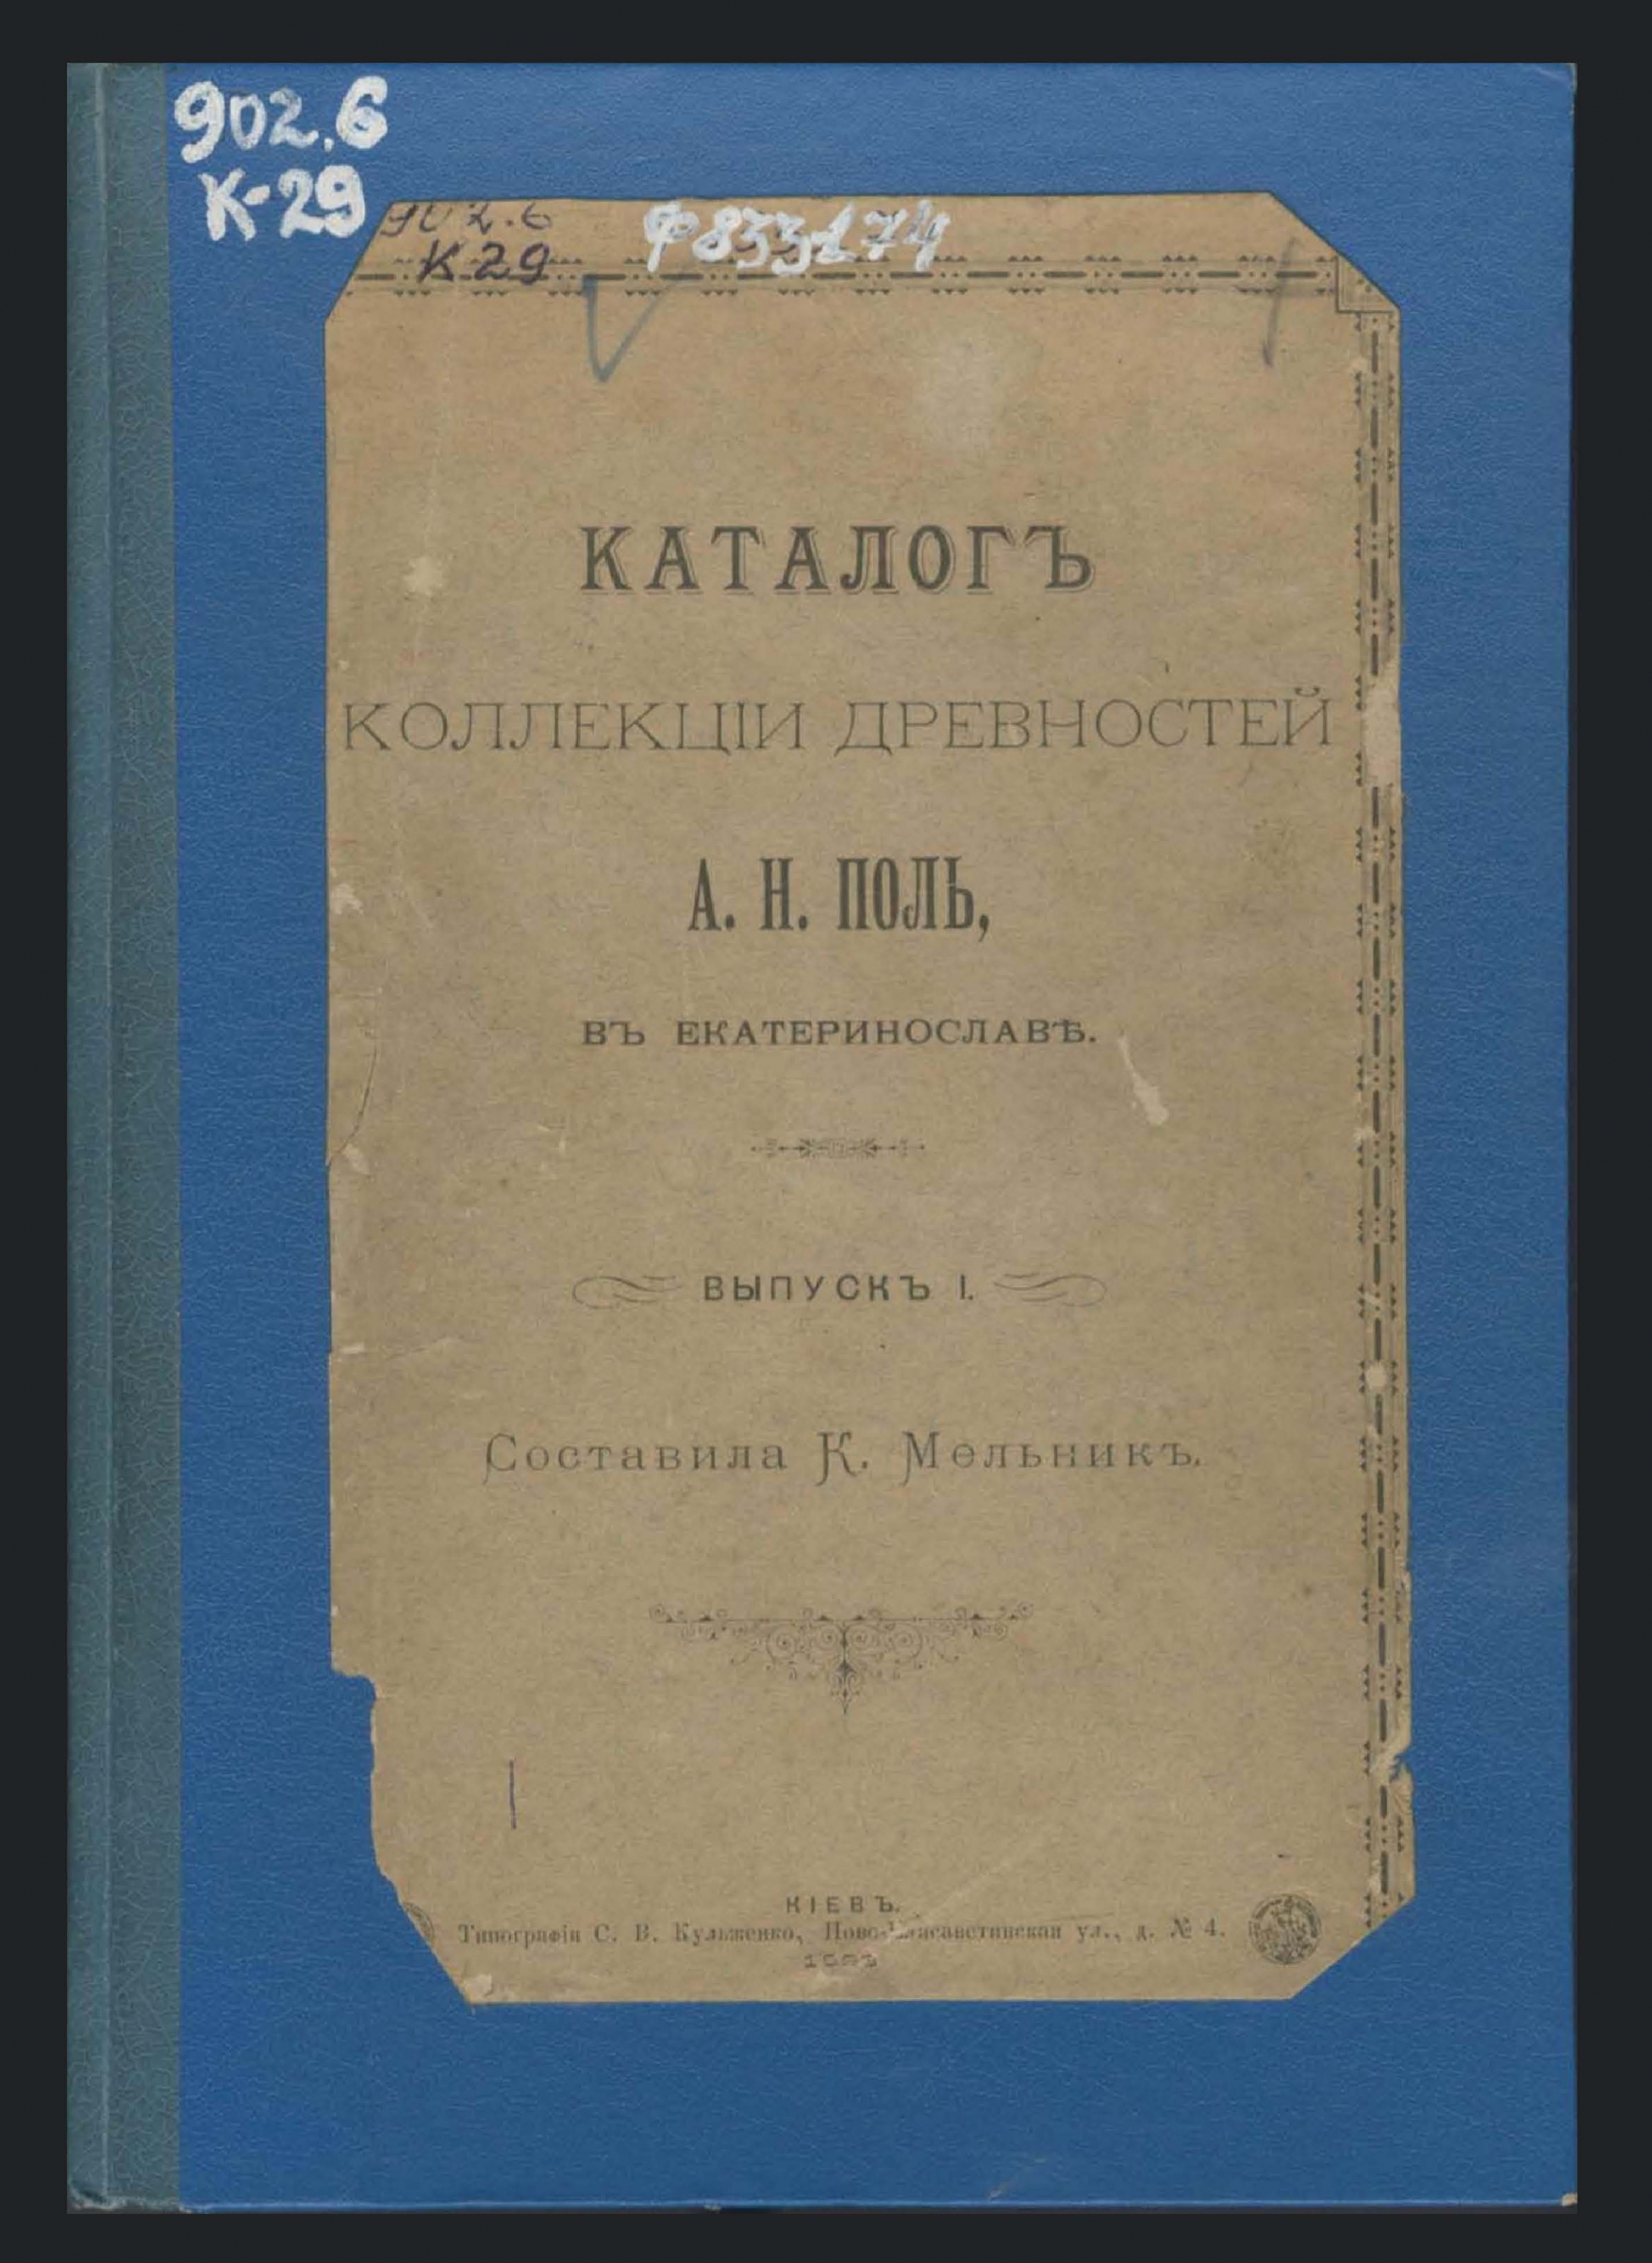 902.6
К-29
902.6
К29
КАТАЛОГЪ
КОЛЛЕКЦІИ ДРЕВНОСТЕЙ
А. Н. ПОЛЬ,
ВЪ ЕКАТЕРИНОСЛАВѢ.
ВЫПУСКЪ I.
Составила К. Мельникъ.
КІЕВЪ.
Типографія С. В. Кульженко, Ново-Елисаветинская ул., д. № 4.